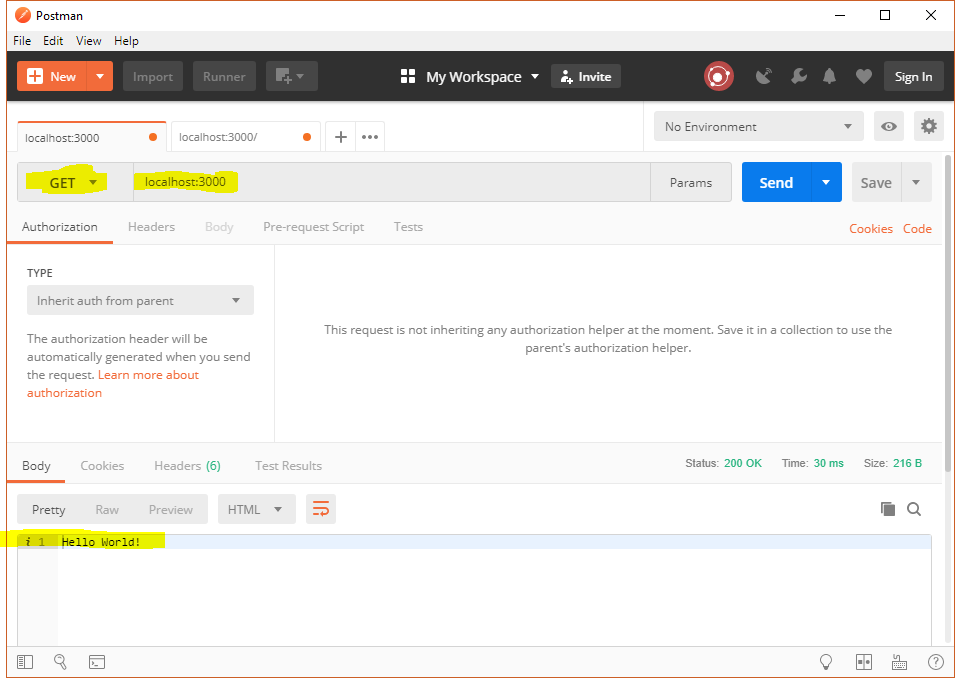 Postman
File Edit View Help
New Import Runner My Workspace Invite Sign In
localhost:3000 localhost:3000/ No Environment
GET localhost:3000 Params Send Save
Authorization Headers Body Pre-request Script Tests Cookies Code
TYPE
Inherit auth from parent
The authorization header will be
automatically generated when you send
the request. Learn more about
authorization
This request is not inheriting any authorization helper at the moment. Save it in a collection to use the
parent's authorization helper.
Body Cookies Headers (6) Test Results Status: 200 OK Time: 30 ms Size: 216 B
Pretty Raw Preview HTML
i 1 Hello World!